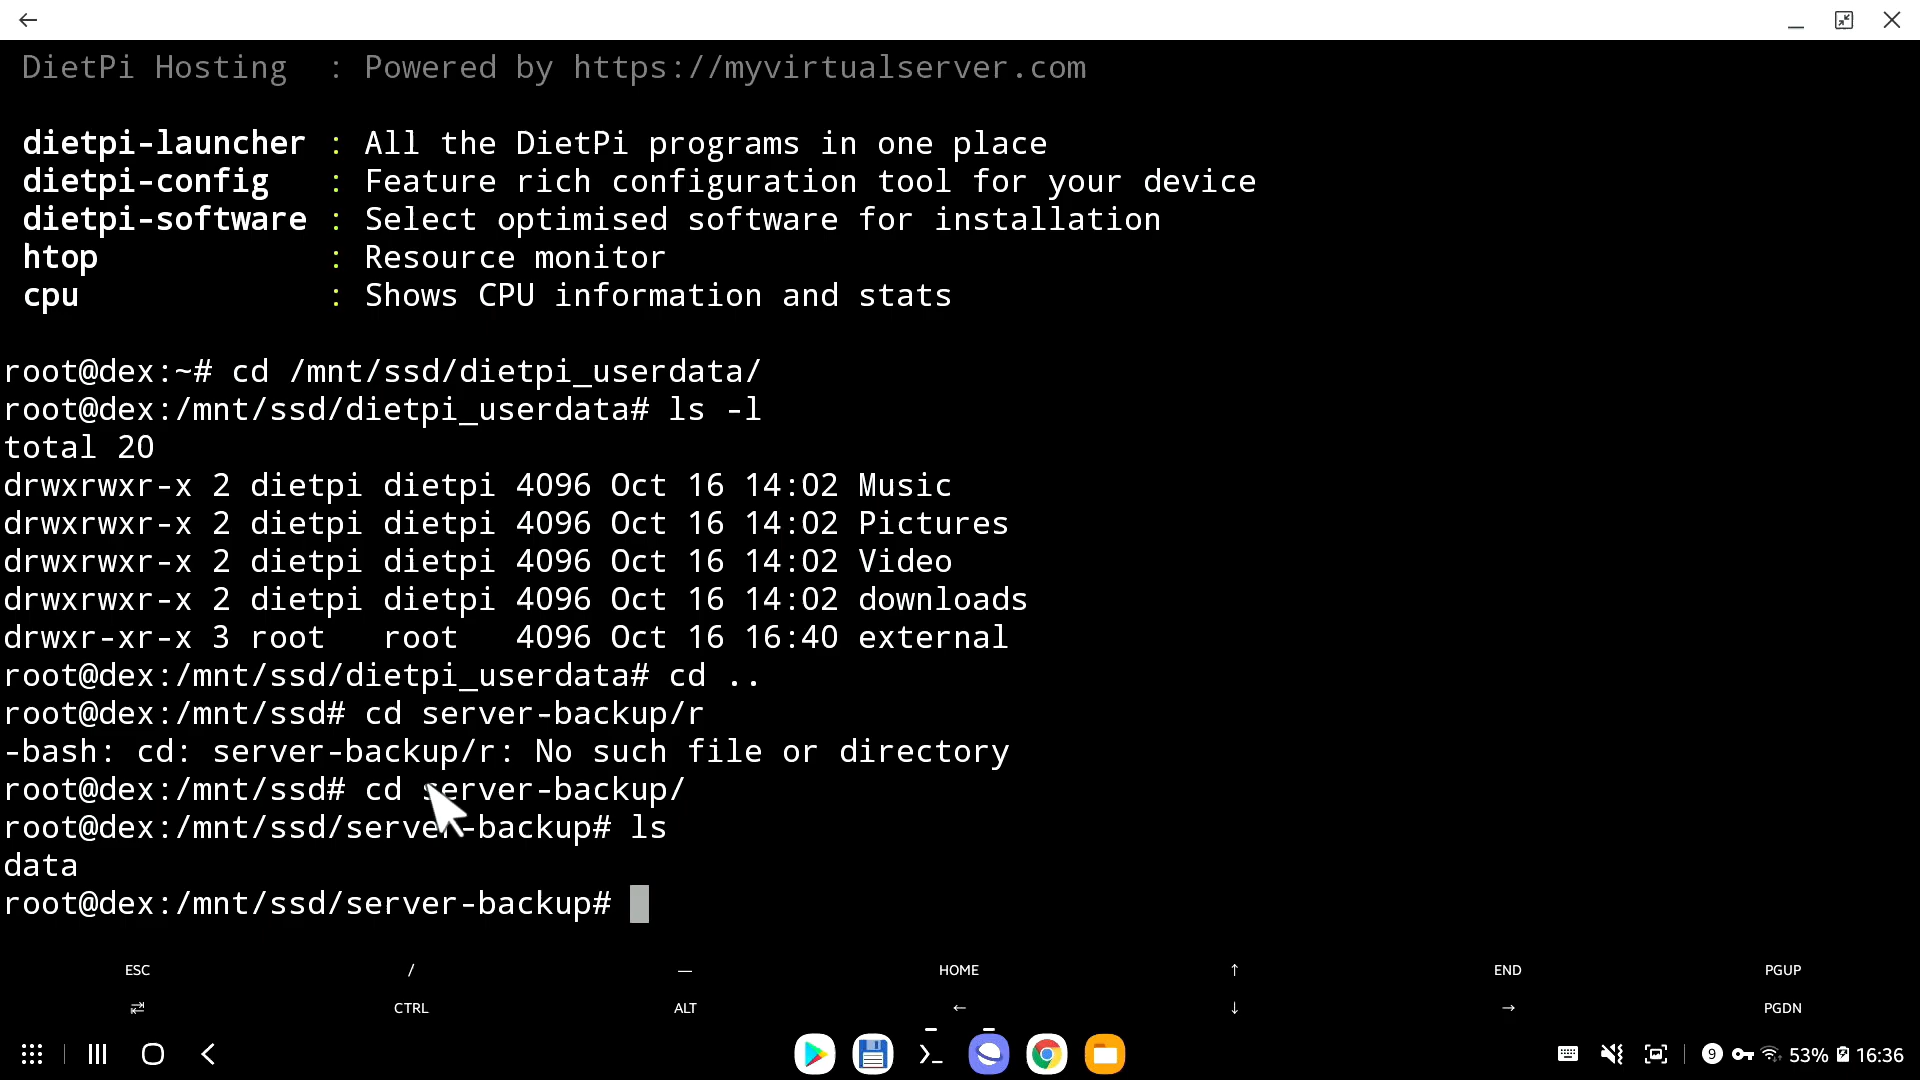 DietPi Hosting : Powered by https://myvirtualserver.com
dietpi-launcher : All the DietPi programs in one place
dietpi-config : Feature rich configuration tool for your device
dietpi-software : Select optimised software for installation
htop : Resource monitor
cpu : Shows CPU information and stats
root@dex:~# cd /mnt/ssd/dietpi_userdata/
root@dex:/mnt/ssd/dietpi_userdata# ls -l
total 20
drwxrwxr-x 2 dietpi dietpi 4096 Oct 16 14:02 Music
drwxrwxr-x 2 dietpi dietpi 4096 Oct 16 14:02 Pictures
drwxrwxr-x 2 dietpi dietpi 4096 Oct 16 14:02 Video
drwxrwxr-x 2 dietpi dietpi 4096 Oct 16 14:02 downloads
drwxr-xr-x 3 root root 4096 Oct 16 16:40 external
root@dex:/mnt/ssd/dietpi_userdata# cd ..
root@dex:/mnt/ssd# cd server-backup/r
-bash: cd: server-backup/r: No such file or directory
root@dex:/mnt/ssd# cd server-backup/
root@dex:/mnt/ssd/server-backup# ls
data
root@dex:/mnt/ssd/server-backup#
ESC / — HOME ↑ END PGUP
⇄ CTRL ALT ← ↓ → PGDN
9 53% 16:36